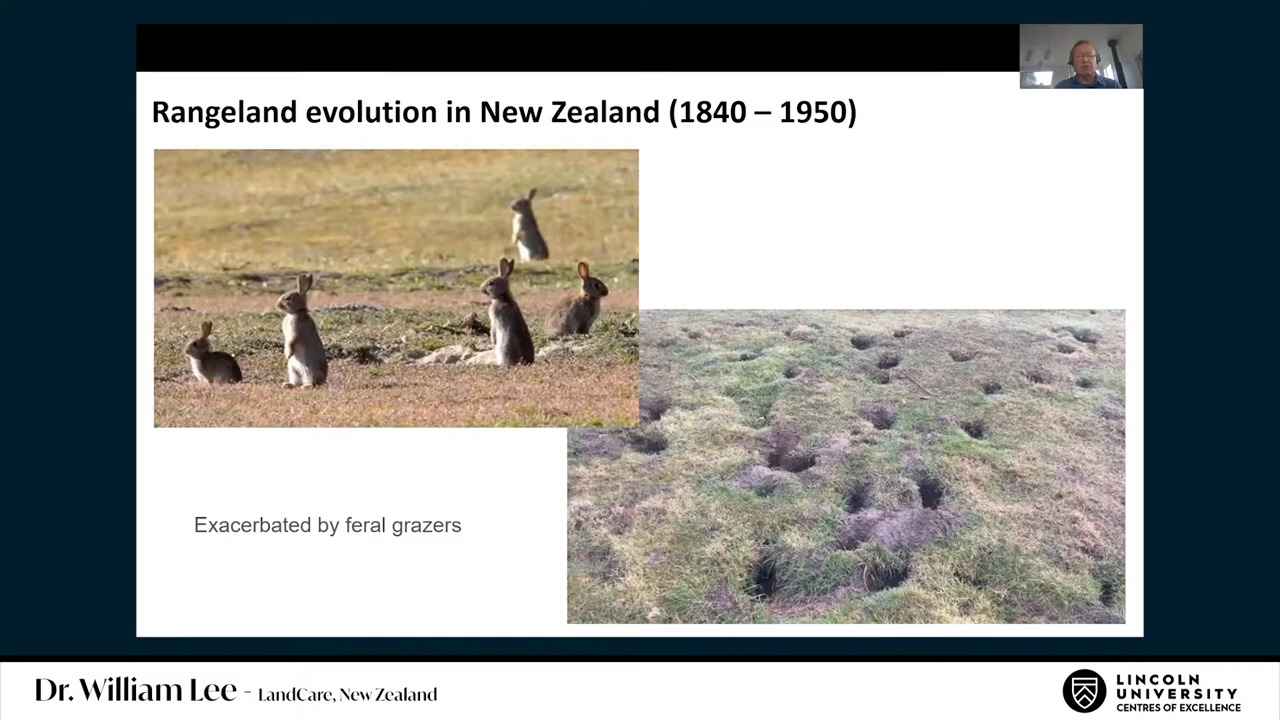 Rangeland evolution in New Zealand (1840 – 1950)
Exacerbated by feral grazers
Dr. William Lee - LandCare, New Zealand
LINCOLN
UNIVERSITY
CENTRES OF EXCELLENCE